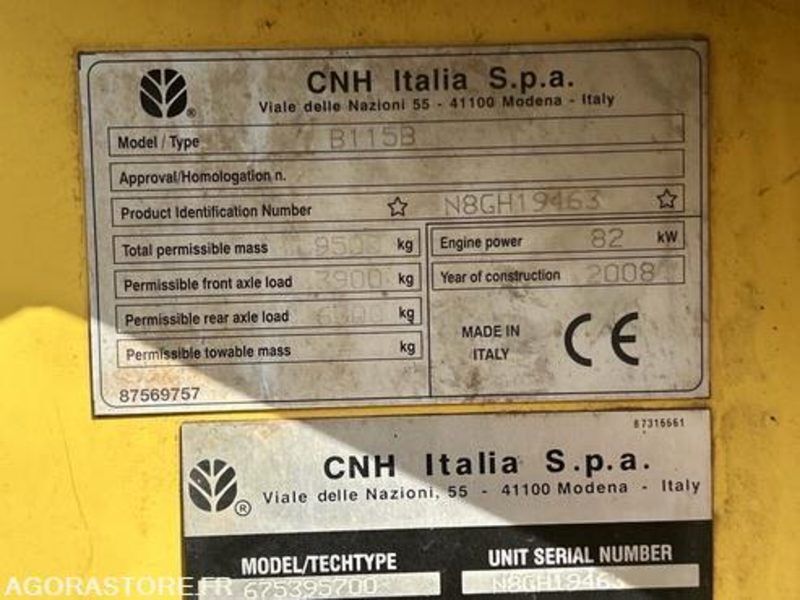 CNH Italia S.p.a.
Viale delle Nazioni 55 - 41100 Modena - Italy
Model / Type B115B
Approval/Homologation n.
Product Identification Number ☆ N8GH19463 ☆
Total permissible mass 9500 kg
Engine power 82 kW
Permissible front axle load 3900 kg
Year of construction 2008
Permissible rear axle load kg
Permissible towable mass kg
MADE IN
ITALY
CE
87569757
87316661
CNH Italia S.p.a.
Viale delle Nazioni, 55 - 41100 Modena - Italy
MODEL/TECHTYPE UNIT SERIAL NUMBER
675395700 N8GH19463
AGORASTORE.FR